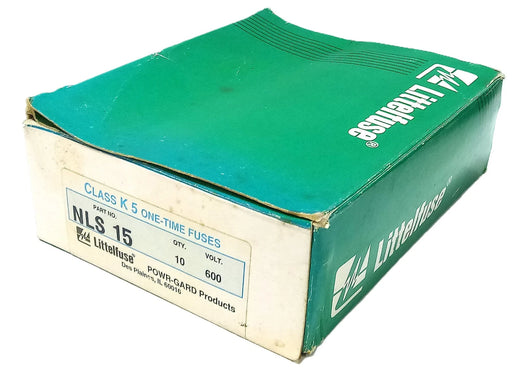 Littelfuse®
Littelfuse®
CLASS K 5 ONE-TIME FUSES
PART NO. QTY. VOLT.
NLS 15 10 600
Littelfuse®
POWR-GARD Products
Des Plaines, IL 60016